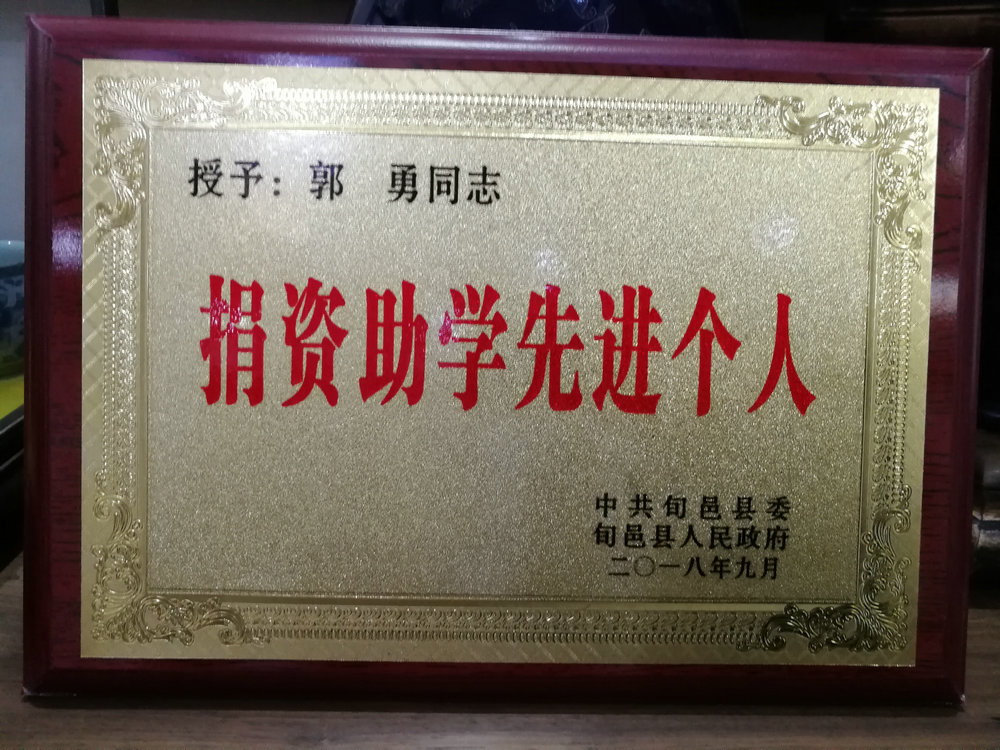 授予：郭　勇同志
捐资助学先进个人
中共旬邑县委
旬邑县人民政府
二〇一八年九月